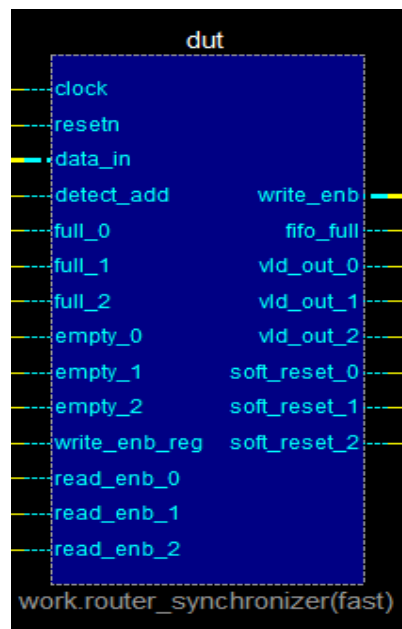 dut
clock
resetn
data_in
detect_add write_enb
full_0 fifo_full
full_1 vld_out_0
full_2 vld_out_1
empty_0 vld_out_2
empty_1 soft_reset_0
empty_2 soft_reset_1
write_enb_reg soft_reset_2
read_enb_0
read_enb_1
read_enb_2
work.router_synchronizer(fast)